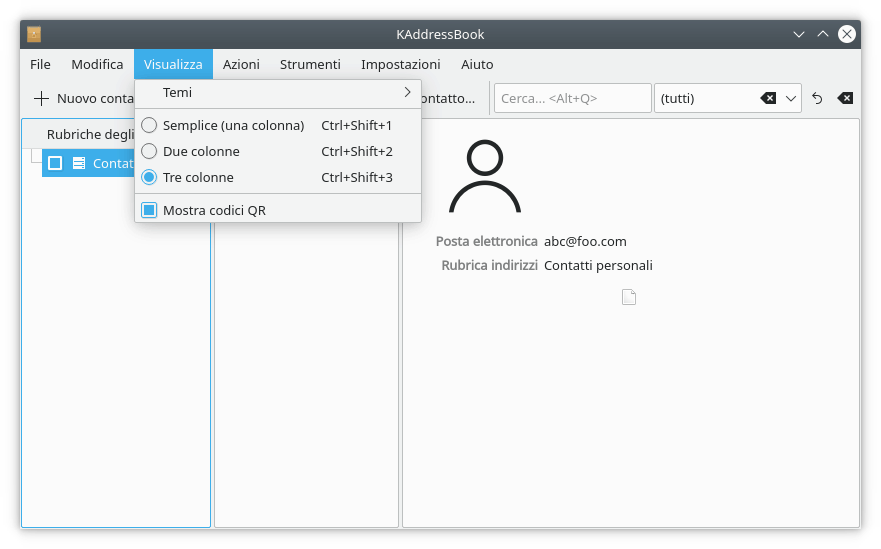 KAddressBook
File Modifica Visualizza Azioni Strumenti Impostazioni Aiuto
Nuovo conta ontatto... Cerca... <Alt+Q> (tutti)
Temi
Semplice (una colonna) Ctrl+Shift+1
Due colonne Ctrl+Shift+2
Tre colonne Ctrl+Shift+3
Mostra codici QR
Rubriche degli
Contat
Posta elettronica abc@foo.com
Rubrica indirizzi Contatti personali